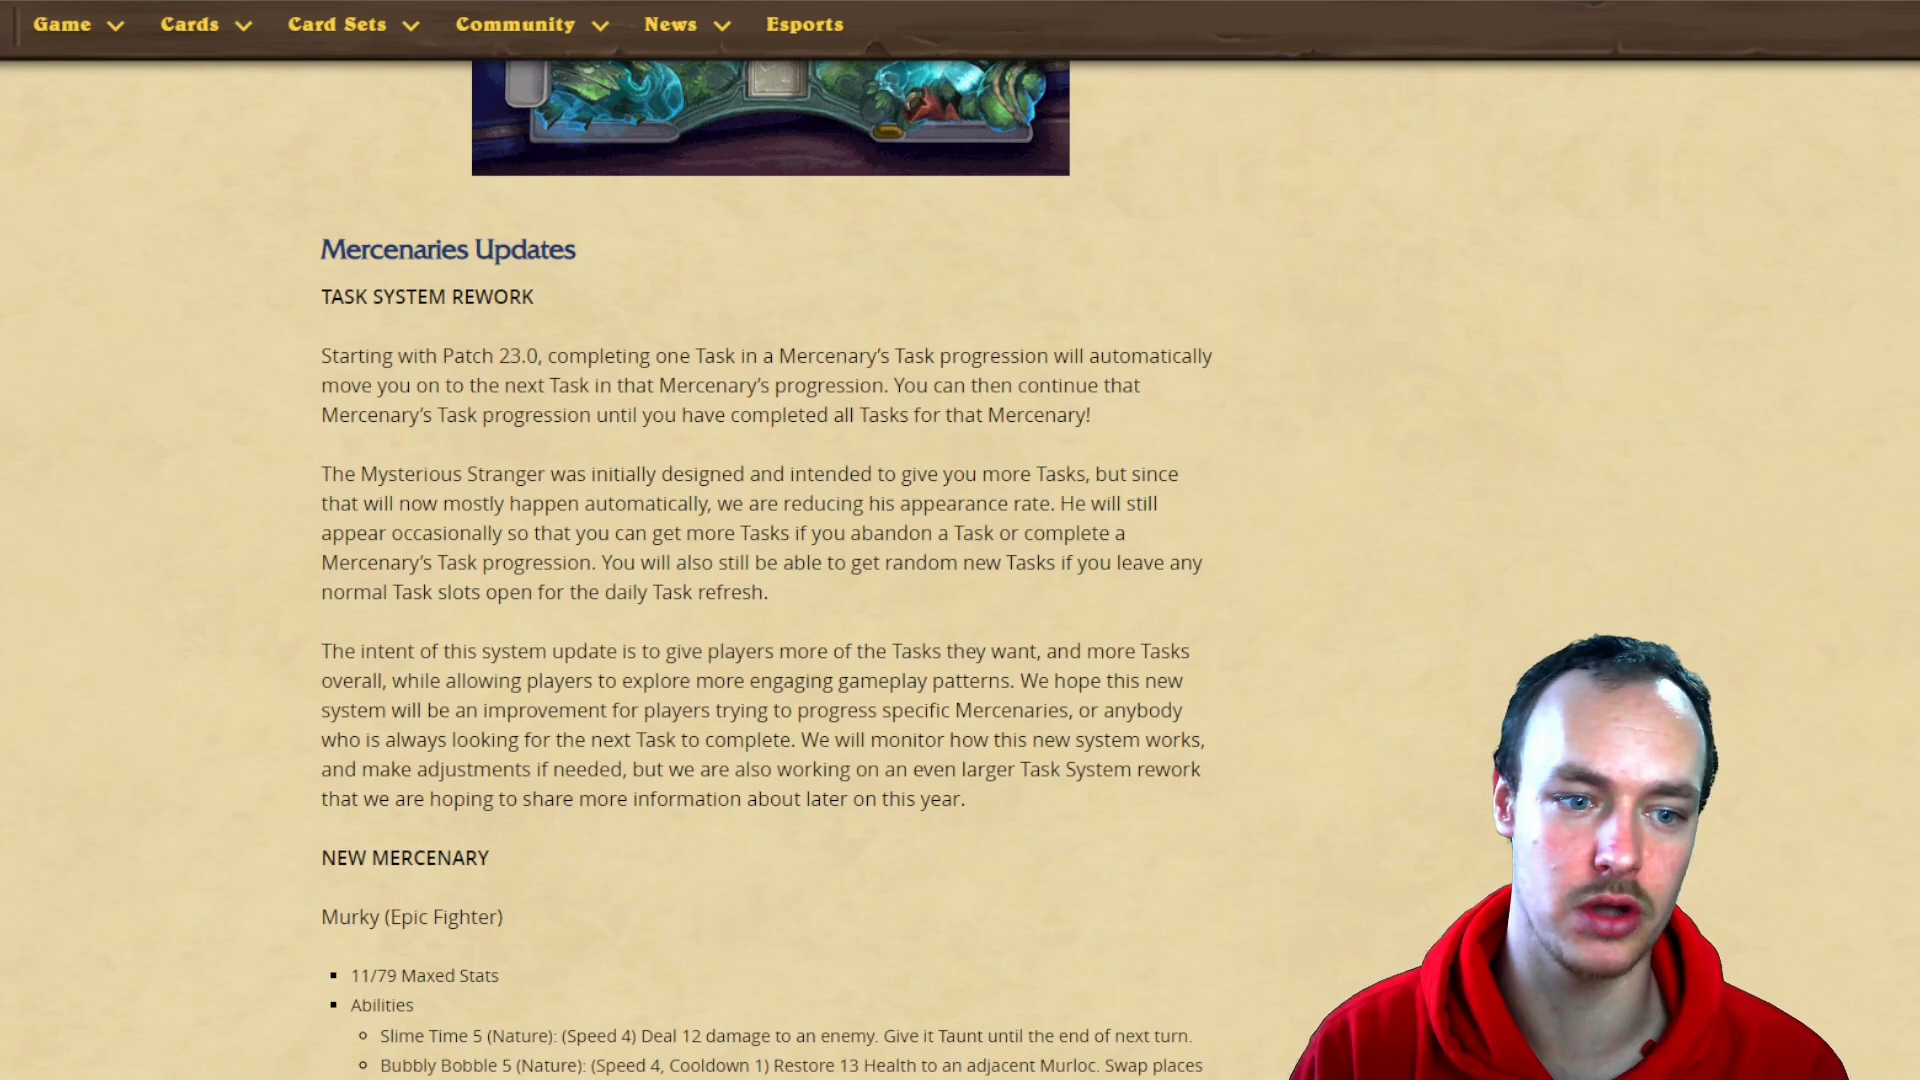 Game Cards Card Sets Community News Esports
Mercenaries Updates
TASK SYSTEM REWORK
Starting with Patch 23.0, completing one Task in a Mercenary’s Task progression will automatically
move you on to the next Task in that Mercenary’s progression. You can then continue that
Mercenary’s Task progression until you have completed all Tasks for that Mercenary!
The Mysterious Stranger was initially designed and intended to give you more Tasks, but since
that will now mostly happen automatically, we are reducing his appearance rate. He will still
appear occasionally so that you can get more Tasks if you abandon a Task or complete a
Mercenary’s Task progression. You will also still be able to get random new Tasks if you leave any
normal Task slots open for the daily Task refresh.
The intent of this system update is to give players more of the Tasks they want, and more Tasks
overall, while allowing players to explore more engaging gameplay patterns. We hope this new
system will be an improvement for players trying to progress specific Mercenaries, or anybody
who is always looking for the next Task to complete. We will monitor how this new system works,
and make adjustments if needed, but we are also working on an even larger Task System rework
that we are hoping to share more information about later on this year.
NEW MERCENARY
Murky (Epic Fighter)
11/79 Maxed Stats
Abilities
Slime Time 5 (Nature): (Speed 4) Deal 12 damage to an enemy. Give it Taunt until the end of next turn.
Bubbly Bobble 5 (Nature): (Speed 4, Cooldown 1) Restore 13 Health to an adjacent Murloc. Swap places